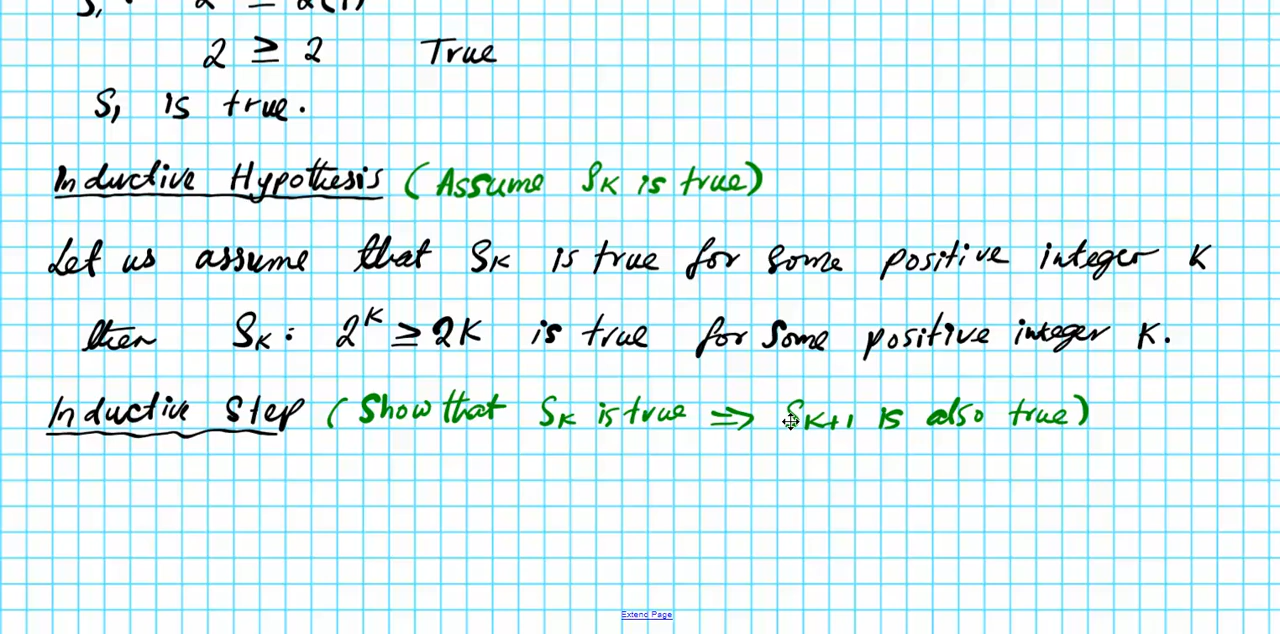 2 ≥ 2 True
S₁ is true.
Inductive Hypothesis (Assume Sₖ is true)
Let us assume that Sₖ is true for some positive integer K
then Sₖ: 2ᴷ ≥ 2K is true for some positive integer K.
Inductive Step (Show that Sₖ is true ⇒ Sₖ₊₁ is also true)
Extend Page